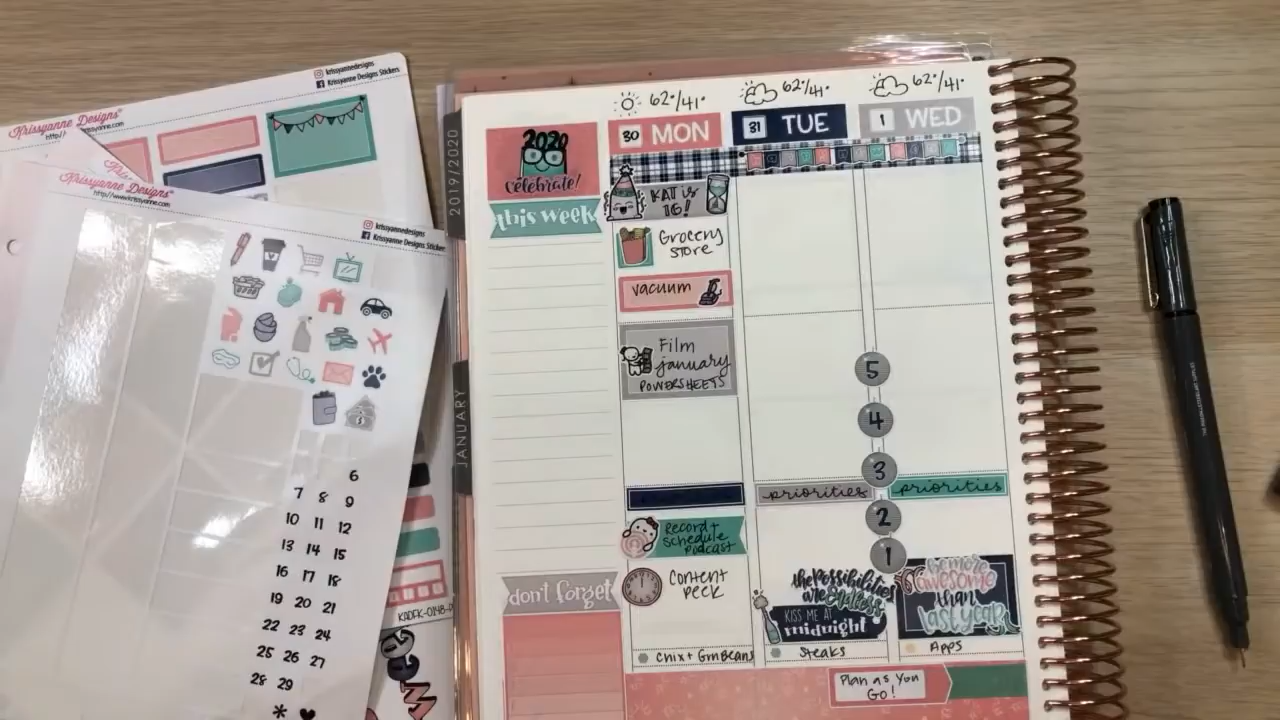 krissyannedesigns
Krissyanne Designs Stickers
Krissyanne Designs
http://
Krissyanne Designs
http://www.krissyanne.com
krissyannedesigns
Krissyanne Designs Stickers
6
7 8 9
10 11 12
13 14 15
16 17 18
19 20 21
22 23 24
25 26 27
28 29
*
2019/2020
JANUARY
62°/41°
62°/41°
62°/41°
2020
celebrate!
30 MON
31 TUE
1 WED
this week
KAT is
16!
Grocery
Store
vacuum
Film
january
POWERSHEETS
5
4
3
2
1
priorities
priorities
Record +
schedule
podcast
don't forget
Content
Peck
the possibilities
are endless
KISS ME AT
midnight
be more
awesome
than
last year
Chix + GrnBeans
Steaks
Apps
Plan as You
Go!